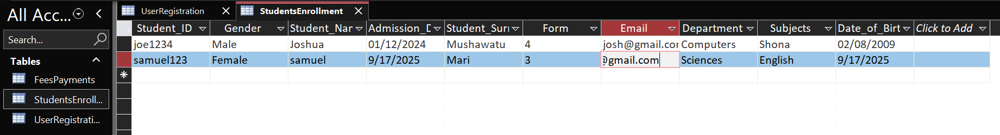 All Acc...
Search...
Tables
FeesPayments
StudentsEnroll...
UserRegistrati...
UserRegistration StudentsEnrollment
Student_ID Gender Student_Nar Admission_D Student_Surr Form Email Department Subjects Date_of_Birt Click to Add
joe1234 Male Joshua 01/12/2024 Mushawatu 4 josh@gmail.cor Computers Shona 02/08/2009
samuel123 Female samuel 9/17/2025 Mari 3 @gmail.com Sciences English 9/17/2025